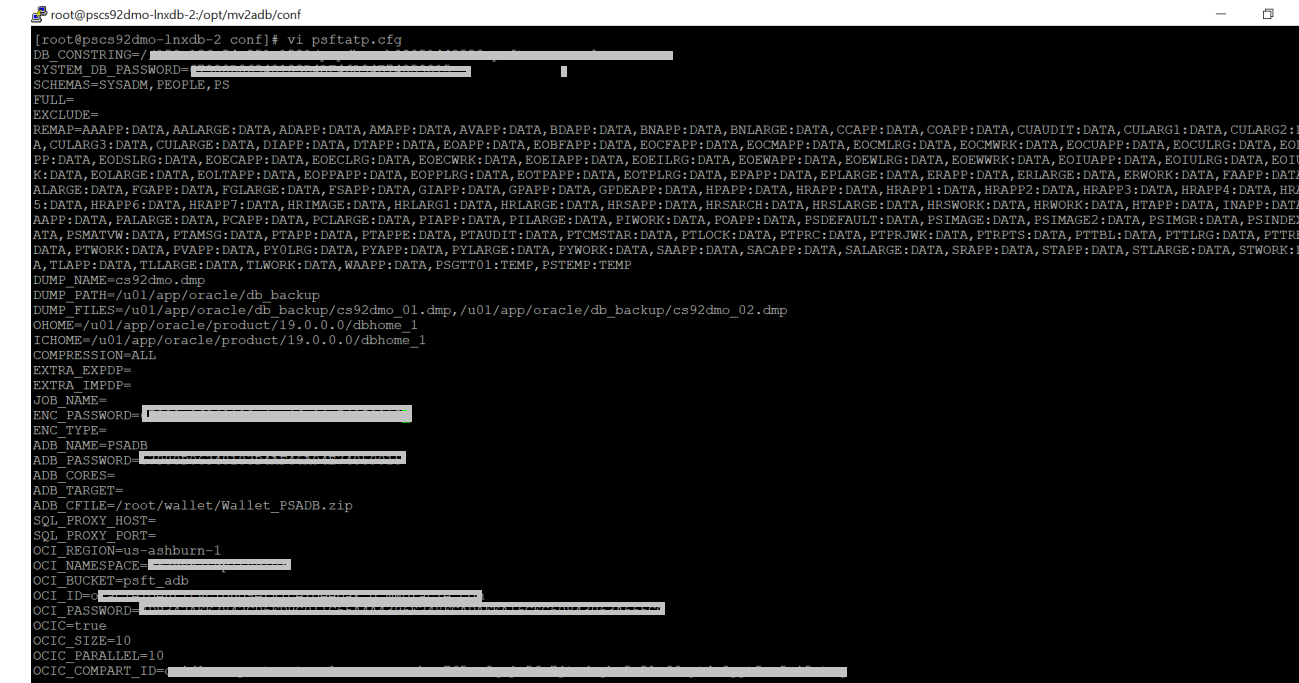 root@pscs92dmo-lnxdb-2:/opt/mv2adb/conf
[root@pscs92dmo-lnxdb-2 conf]# vi psftatp.cfg
DB_CONSTRING=/
SYSTEM_DB_PASSWORD=
SCHEMAS=SYSADM,PEOPLE,PS
FULL=
EXCLUDE=
REMAP=AAAPP:DATA,AALARGE:DATA,ADAPP:DATA,AMAPP:DATA,AVAPP:DATA,BDAPP:DATA,BNAPP:DATA,BNLARGE:DATA,CCAPP:DATA,COAPP:DATA,CUAUDIT:DATA,CULARG1:DATA,CULARG2:
A,CULARG3:DATA,CULARGE:DATA,DIAPP:DATA,DTAPP:DATA,EOAPP:DATA,EOBFAPP:DATA,EOCFAPP:DATA,EOCMAPP:DATA,EOCMLRG:DATA,EOCMWRK:DATA,EOCUAPP:DATA,EOCULRG:DATA,
PP:DATA,EODSLRG:DATA,EOECAPP:DATA,EOECLRG:DATA,EOECWRK:DATA,EOEIAPP:DATA,EOEILRG:DATA,EOEWAPP:DATA,EOEWLRG:DATA,EOEWWRK:DATA,EOIUAPP:DATA,EOIULRG:DATA,
K:DATA,EOLARGE:DATA,EOLTAPP:DATA,EOPPAPP:DATA,EOPPLRG:DATA,EOTPAPP:DATA,EOTPLRG:DATA,EPAPP:DATA,EPLARGE:DATA,ERAPP:DATA,ERLARGE:DATA,ERWORK:DATA,FAAPP:DATA
ALARGE:DATA,FGAPP:DATA,FGLARGE:DATA,FSAPP:DATA,GIAPP:DATA,GPAPP:DATA,GPDEAPP:DATA,HPAPP:DATA,HRAPP:DATA,HRAPP1:DATA,HRAPP2:DATA,HRAPP3:DATA,HRAPP4:DATA,
5:DATA,HRAPP6:DATA,HRAPP7:DATA,HRIMAGE:DATA,HRLARG1:DATA,HRLARGE:DATA,HRSAPP:DATA,HRSARCH:DATA,HRSLARGE:DATA,HRSWORK:DATA,HRWORK:DATA,HTAPP:DATA,INAPP:DATA
AAPP:DATA,PALARGE:DATA,PCAPP:DATA,PCLARGE:DATA,PIAPP:DATA,PILARGE:DATA,PIWORK:DATA,POAPP:DATA,PSDEFAULT:DATA,PSIMAGE:DATA,PSIMAGE2:DATA,PSIMGR:DATA,PSINDEX
ATA,PSMATVW:DATA,PTAMSG:DATA,PTAPP:DATA,PTAPPE:DATA,PTAUDIT:DATA,PTCMSTAR:DATA,PTLOCK:DATA,PTPRC:DATA,PTPRJWK:DATA,PTRPTS:DATA,PTTBL:DATA,PTTLRG:DATA,
DATA,PTWORK:DATA,PVAPP:DATA,PY0LRG:DATA,PYAPP:DATA,PYLARGE:DATA,PYWORK:DATA,SAAPP:DATA,SACAPP:DATA,SALARGE:DATA,SRAPP:DATA,STAPP:DATA,STLARGE:DATA,STWORK:
A,TLAPP:DATA,TLLARGE:DATA,TLWORK:DATA,WAAPP:DATA,PSGTT01:TEMP,PSTEMP:TEMP
DUMP_NAME=cs92dmo.dmp
DUMP_PATH=/u01/app/oracle/db_backup
DUMP_FILES=/u01/app/oracle/db_backup/cs92dmo_01.dmp,/u01/app/oracle/db_backup/cs92dmo_02.dmp
OHOME=/u01/app/oracle/product/19.0.0.0/dbhome_1
ICHOME=/u01/app/oracle/product/19.0.0.0/dbhome_1
COMPRESSION=ALL
EXTRA_EXPDP=
EXTRA_IMPDP=
JOB_NAME=
ENC_PASSWORD=
ENC_TYPE=
ADB_NAME=PSADB
ADB_PASSWORD=
ADB_CORES=
ADB_TARGET=
ADB_CFILE=/root/wallet/Wallet_PSADB.zip
SQL_PROXY_HOST=
SQL_PROXY_PORT=
OCI_REGION=us-ashburn-1
OCI_NAMESPACE=
OCI_BUCKET=psft_adb
OCI_ID=o
OCI_PASSWORD=
OCIC=true
OCIC_SIZE=10
OCIC_PARALLEL=10
OCIC_COMPART_ID=